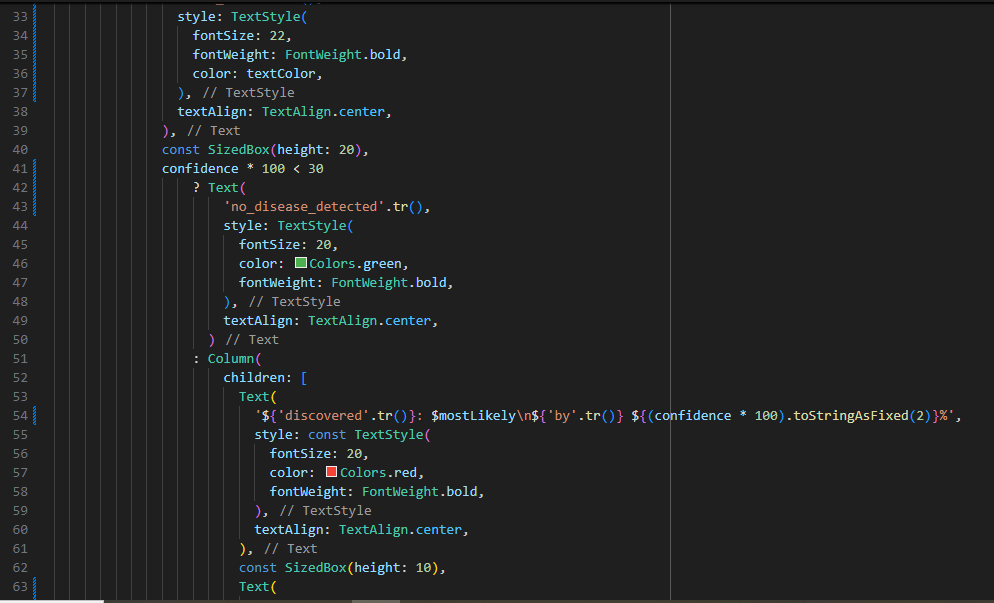 33 style: TextStyle(
34 fontSize: 22,
35 fontWeight: FontWeight.bold,
36 color: textColor,
37 ), // TextStyle
38 textAlign: TextAlign.center,
39 ), // Text
40 const SizedBox(height: 20),
41 confidence * 100 < 30
42 ? Text(
43 'no_disease_detected'.tr(),
44 style: TextStyle(
45 fontSize: 20,
46 color: Colors.green,
47 fontWeight: FontWeight.bold,
48 ), // TextStyle
49 textAlign: TextAlign.center,
50 ) // Text
51 : Column(
52 children: [
53 Text(
54 '${'discovered'.tr()}: $mostLikely\n${'by'.tr()} ${(confidence * 100).toStringAsFixed(2)}%',
55 style: const TextStyle(
56 fontSize: 20,
57 color: Colors.red,
58 fontWeight: FontWeight.bold,
59 ), // TextStyle
60 textAlign: TextAlign.center,
61 ), // Text
62 const SizedBox(height: 10),
63 Text(